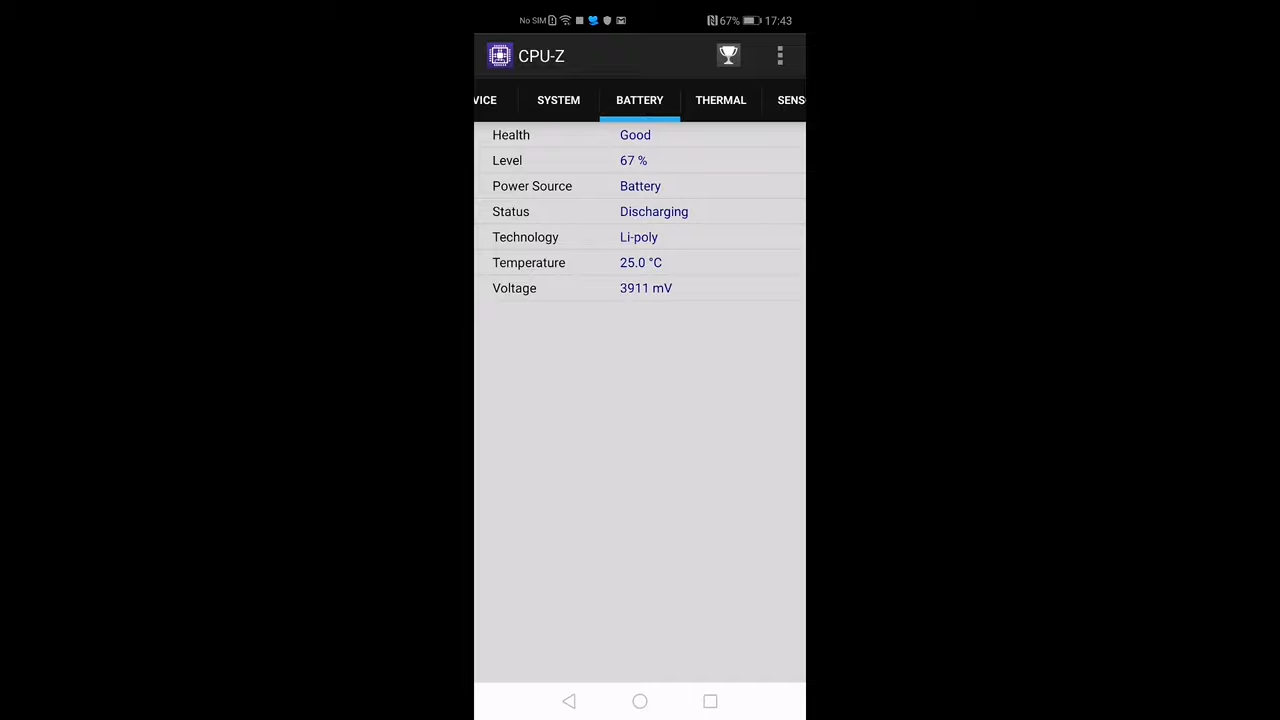 No SIM 67% 17:43
CPU-Z
VICE SYSTEM BATTERY THERMAL SENS
Health Good
Level 67 %
Power Source Battery
Status Discharging
Technology Li-poly
Temperature 25.0 °C
Voltage 3911 mV